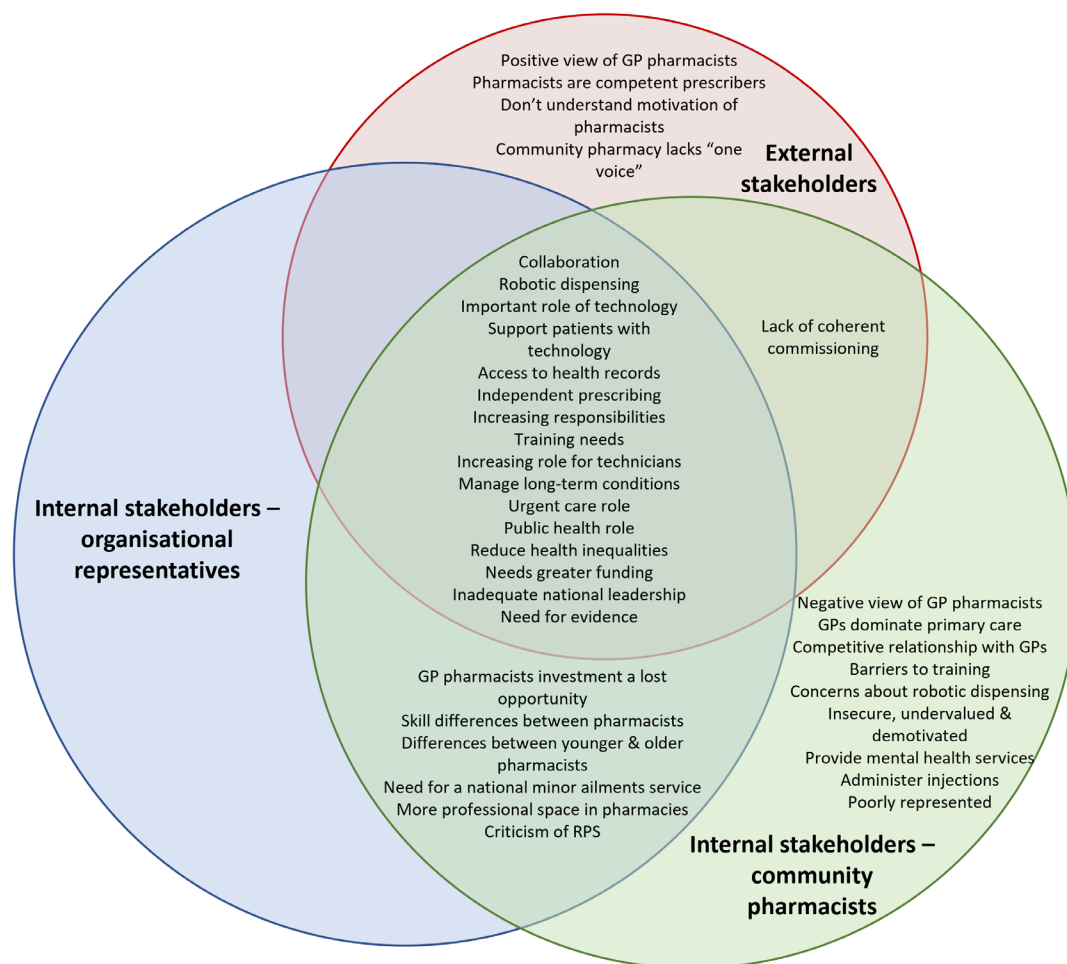 Positive view of GP pharmacists
Pharmacists are competent prescribers
Don't understand motivation of
pharmacists
Community pharmacy lacks “one
voice”
External
stakeholders
Collaboration
Robotic dispensing
Important role of technology
Support patients with
technology
Access to health records
Independent prescribing
Increasing responsibilities
Training needs
Increasing role for technicians
Manage long-term conditions
Urgent care role
Public health role
Reduce health inequalities
Needs greater funding
Inadequate national leadership
Need for evidence
Lack of coherent
commissioning
Internal stakeholders –
organisational
representatives
Negative view of GP pharmacists
GPs dominate primary care
Competitive relationship with GPs
Barriers to training
Concerns about robotic dispensing
Insecure, undervalued &
demotivated
Provide mental health services
Administer injections
Poorly represented
GP pharmacists investment a lost
opportunity
Skill differences between pharmacists
Differences between younger & older
pharmacists
Need for a national minor ailments service
More professional space in pharmacies
Criticism of RPS
Internal stakeholders –
community
pharmacists